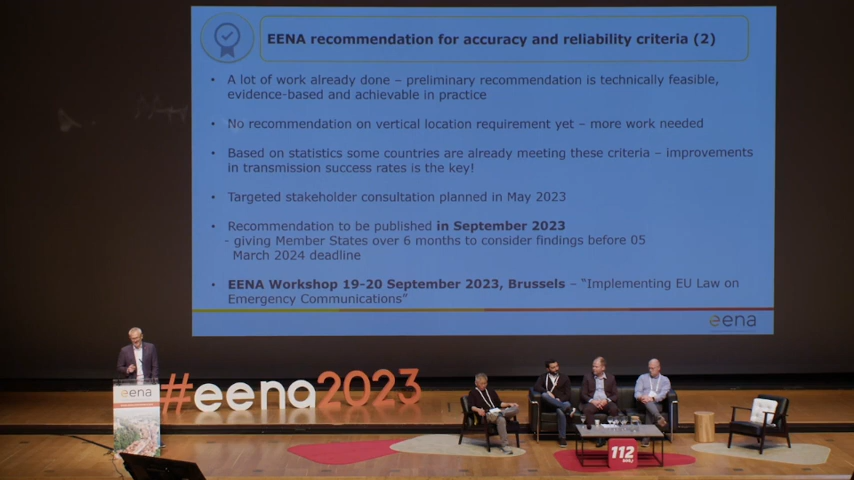 EENA recommendation for accuracy and reliability criteria (2)
• A lot of work already done – preliminary recommendation is technically feasible,
evidence-based and achievable in practice
• No recommendation on vertical location requirement yet – more work needed
• Based on statistics some countries are already meeting these criteria – improvements
in transmission success rates is the key!
• Targeted stakeholder consultation planned in May 2023
• Recommendation to be published in September 2023
- giving Member States over 6 months to consider findings before 05
March 2024 deadline
• EENA Workshop 19-20 September 2023, Brussels – “Implementing EU Law on
Emergency Communications”
eena
eena
#eena2023
112